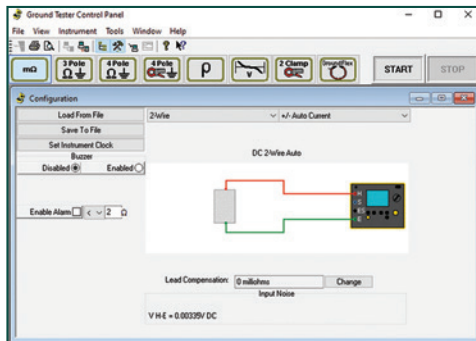 Ground Tester Control Panel
File View Instrument Tools Window Help
mΩ 3 Pole Ω 4 Pole Ω 4 Pole ρ V 2 Clamp GroundFlex START STOP
Configuration
Load From File 2-Wire +/- Auto Current
Save To File
Set Instrument Clock
Buzzer
Disabled Enabled
DC 2-Wire Auto
Enable Alarm < 2 Ω
H
S
ES
E
Lead Compensation: 0 milliohms Change
Input Noise
V H-E = 0.00335V DC